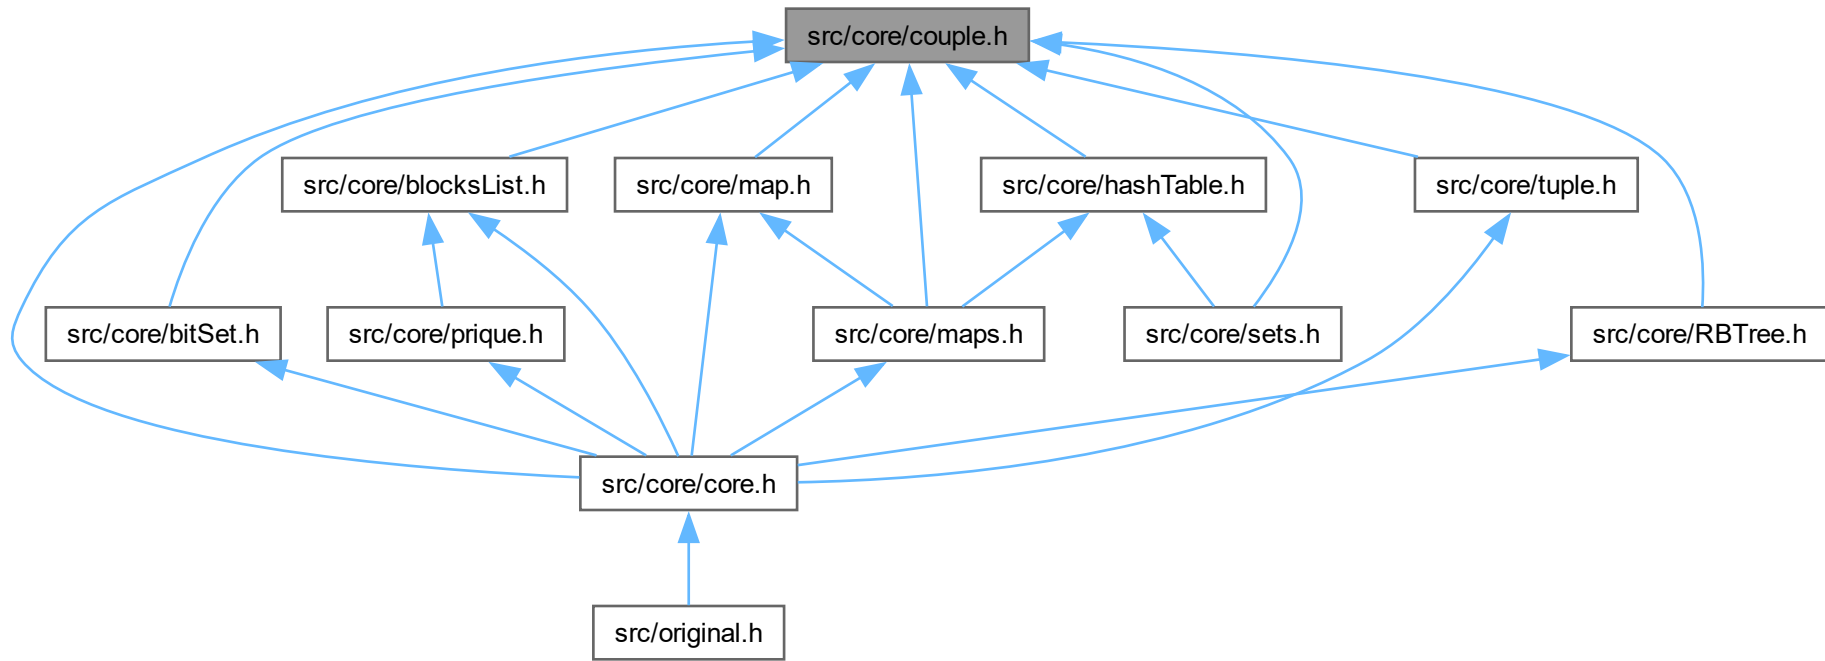 src/core/couple.h
src/core/blocksList.h
src/core/map.h
src/core/hashTable.h
src/core/tuple.h
src/core/bitSet.h
src/core/prique.h
src/core/maps.h
src/core/sets.h
src/core/RBTree.h
src/core/core.h
src/original.h